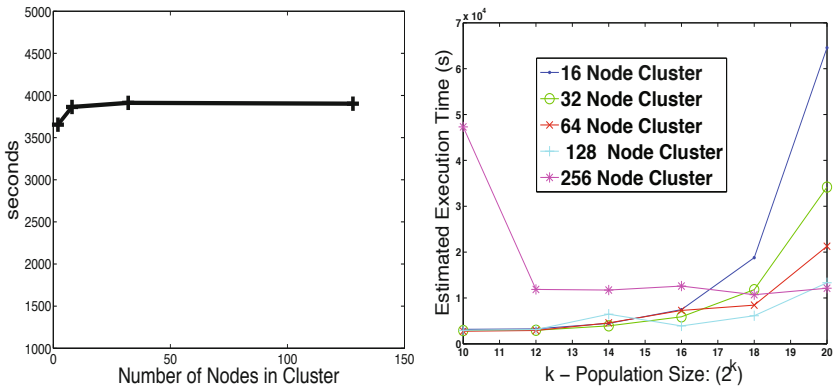 5000
4500
4000
3500
3000
2500
2000
1500
1000
seconds
0
50
100
150
Number of Nodes in Cluster
7 x 10^4
6
5
4
3
2
1
0
Estimated Execution Time (s)
16 Node Cluster
32 Node Cluster
64 Node Cluster
128 Node Cluster
256 Node Cluster
10 11 12 13 14 15 16 17 18 19 20
k – Population Size: (2^k)